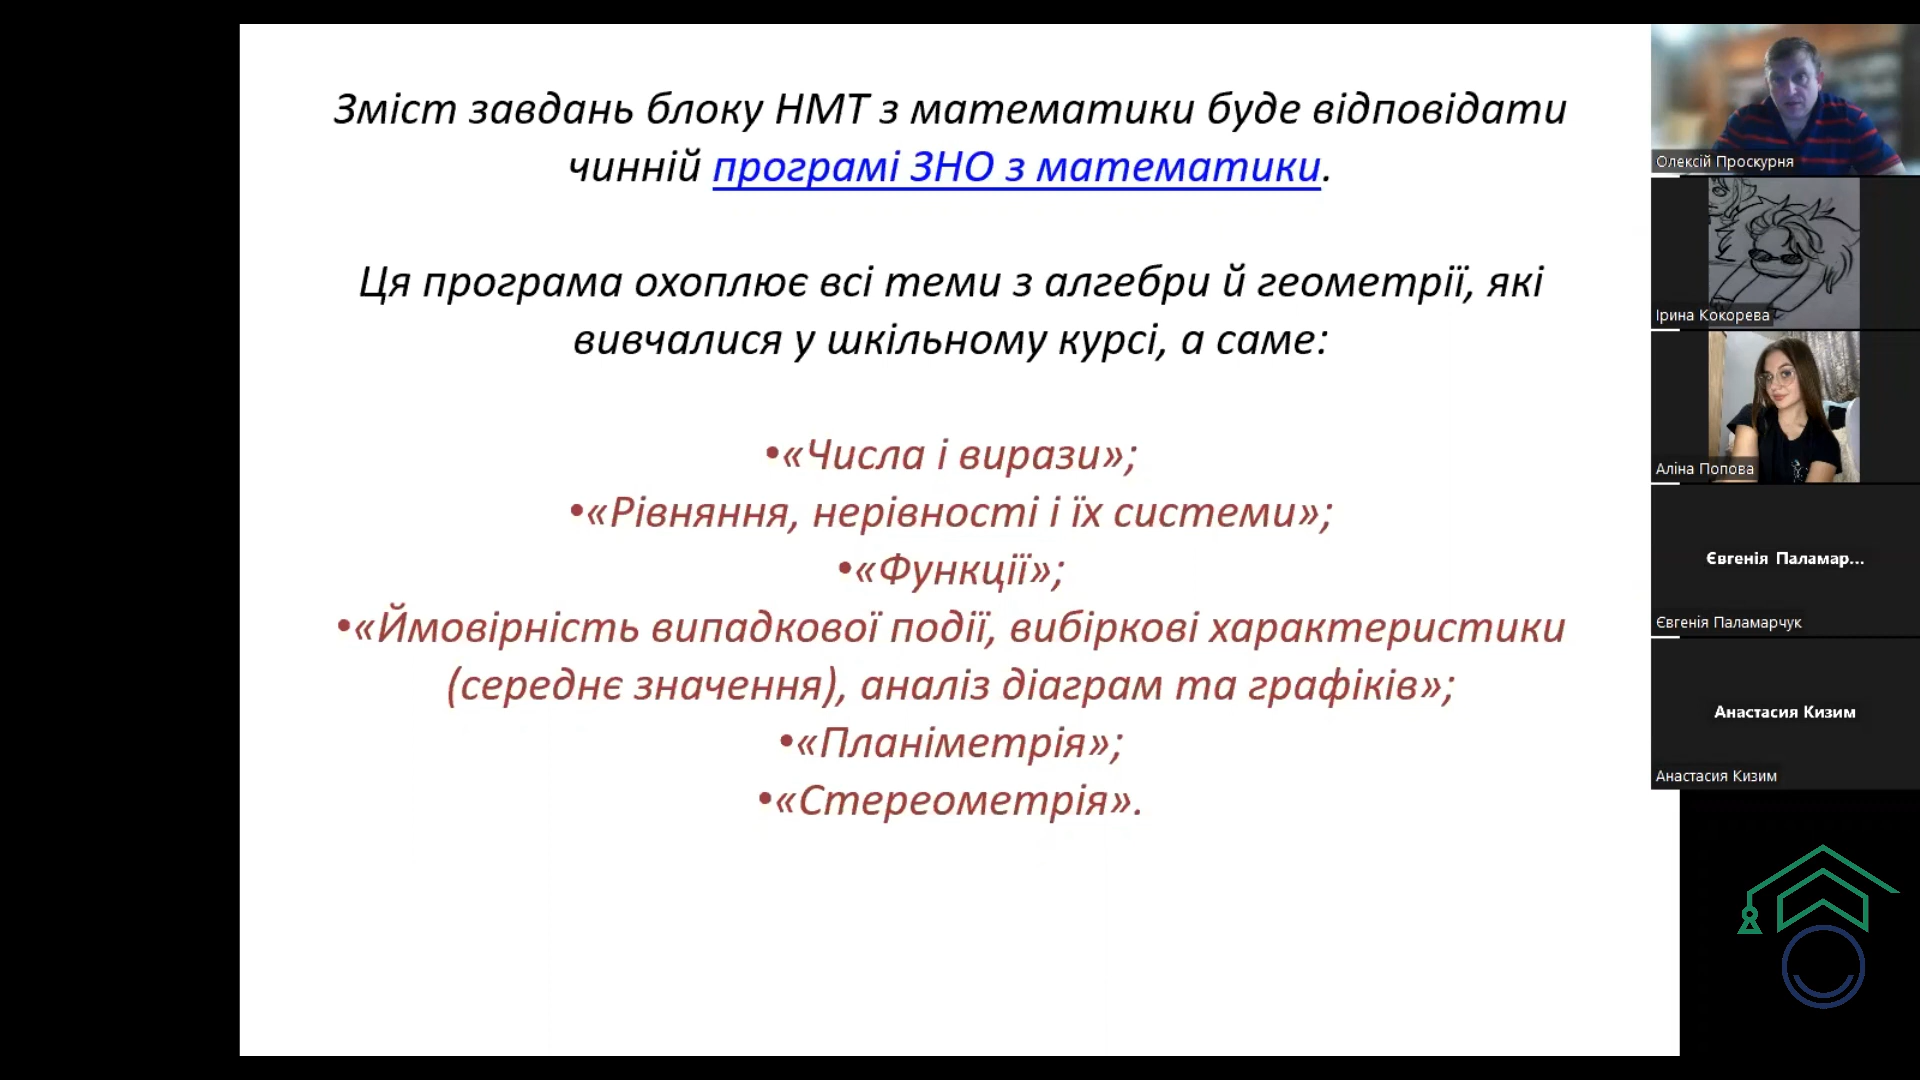 Зміст завдань блоку НМТ з математики буде відповідати
чинній програмі ЗНО з математики.
Ця програма охоплює всі теми з алгебри й геометрії, які
вивчалися у шкільному курсі, а саме:
•«Числа і вирази»;
•«Рівняння, нерівності і їх системи»;
•«Функції»;
•«Ймовірність випадкової події, вибіркові характеристики
(середнє значення), аналіз діаграм та графіків»;
•«Планіметрія»;
•«Стереометрія».
Олексій Проскурня
Ірина Кокорева
Аліна Попова
Євгенія Паламар...
Євгенія Паламарчук
Анастасия Кизим
Анастасия Кизим